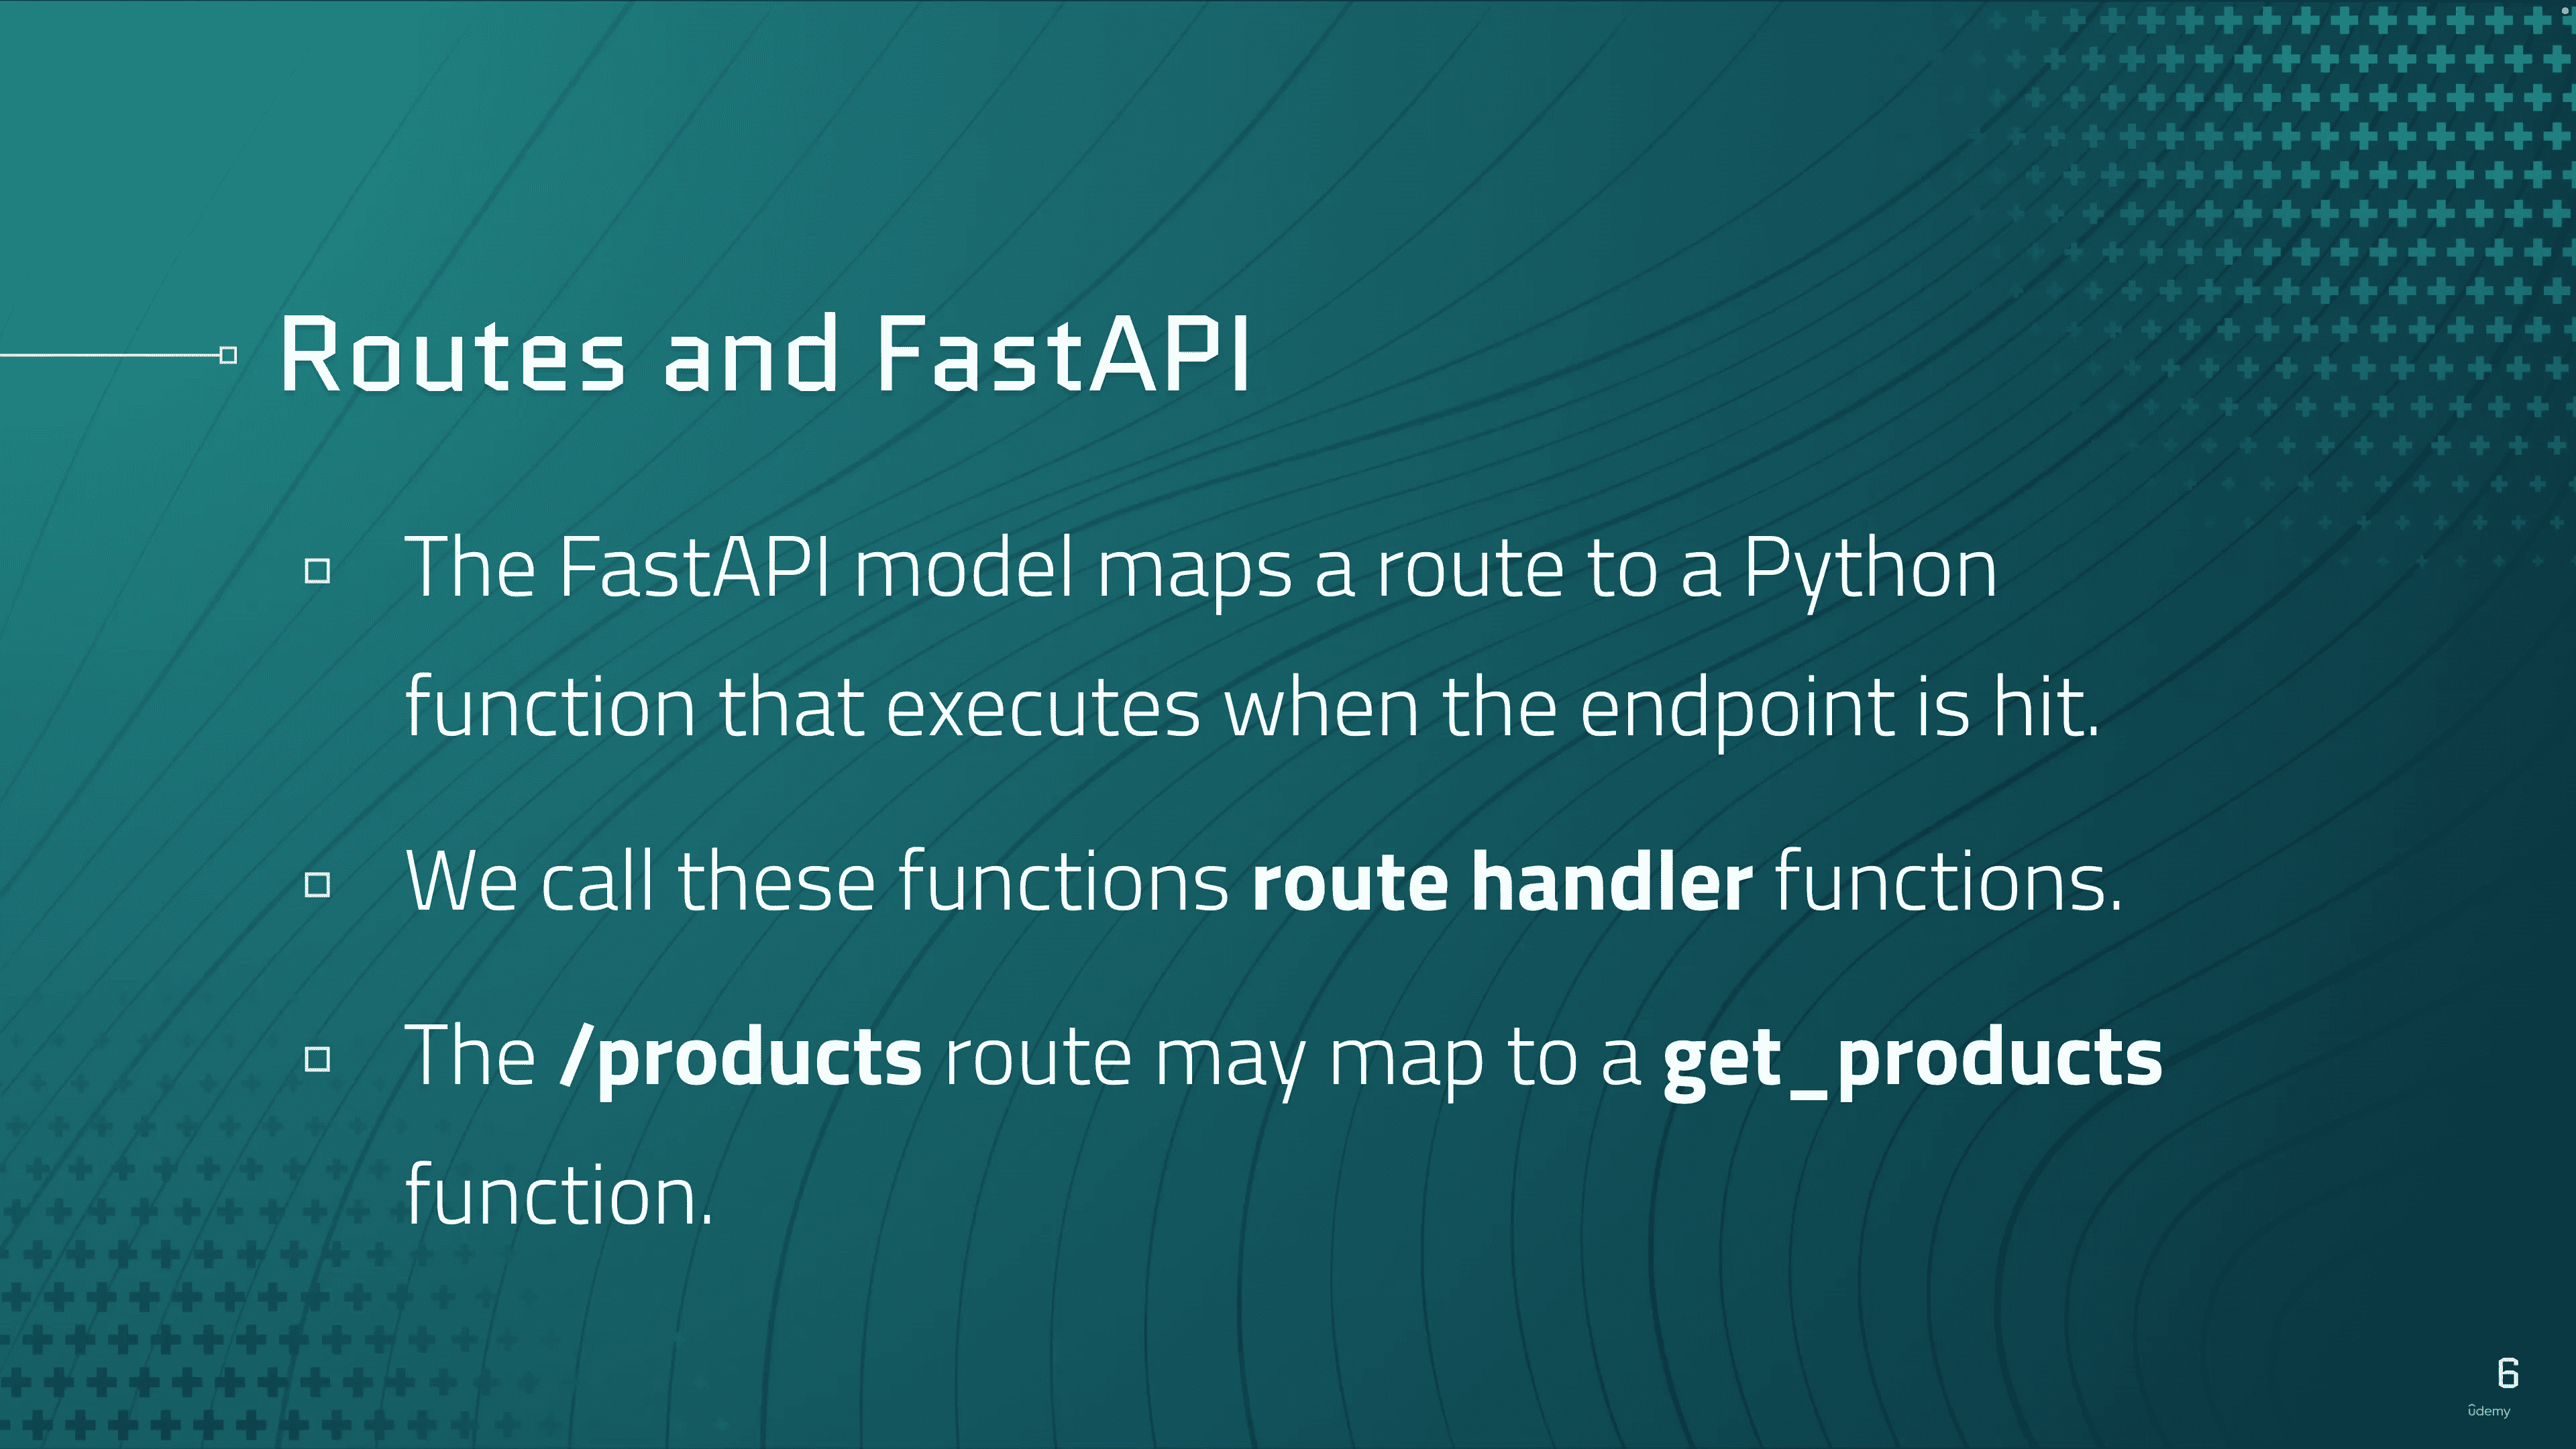 Routes and FastAPI
The FastAPI model maps a route to a Python
function that executes when the endpoint is hit.
We call these functions route handler functions.
The /products route may map to a get_products
function.
6
ûdemy